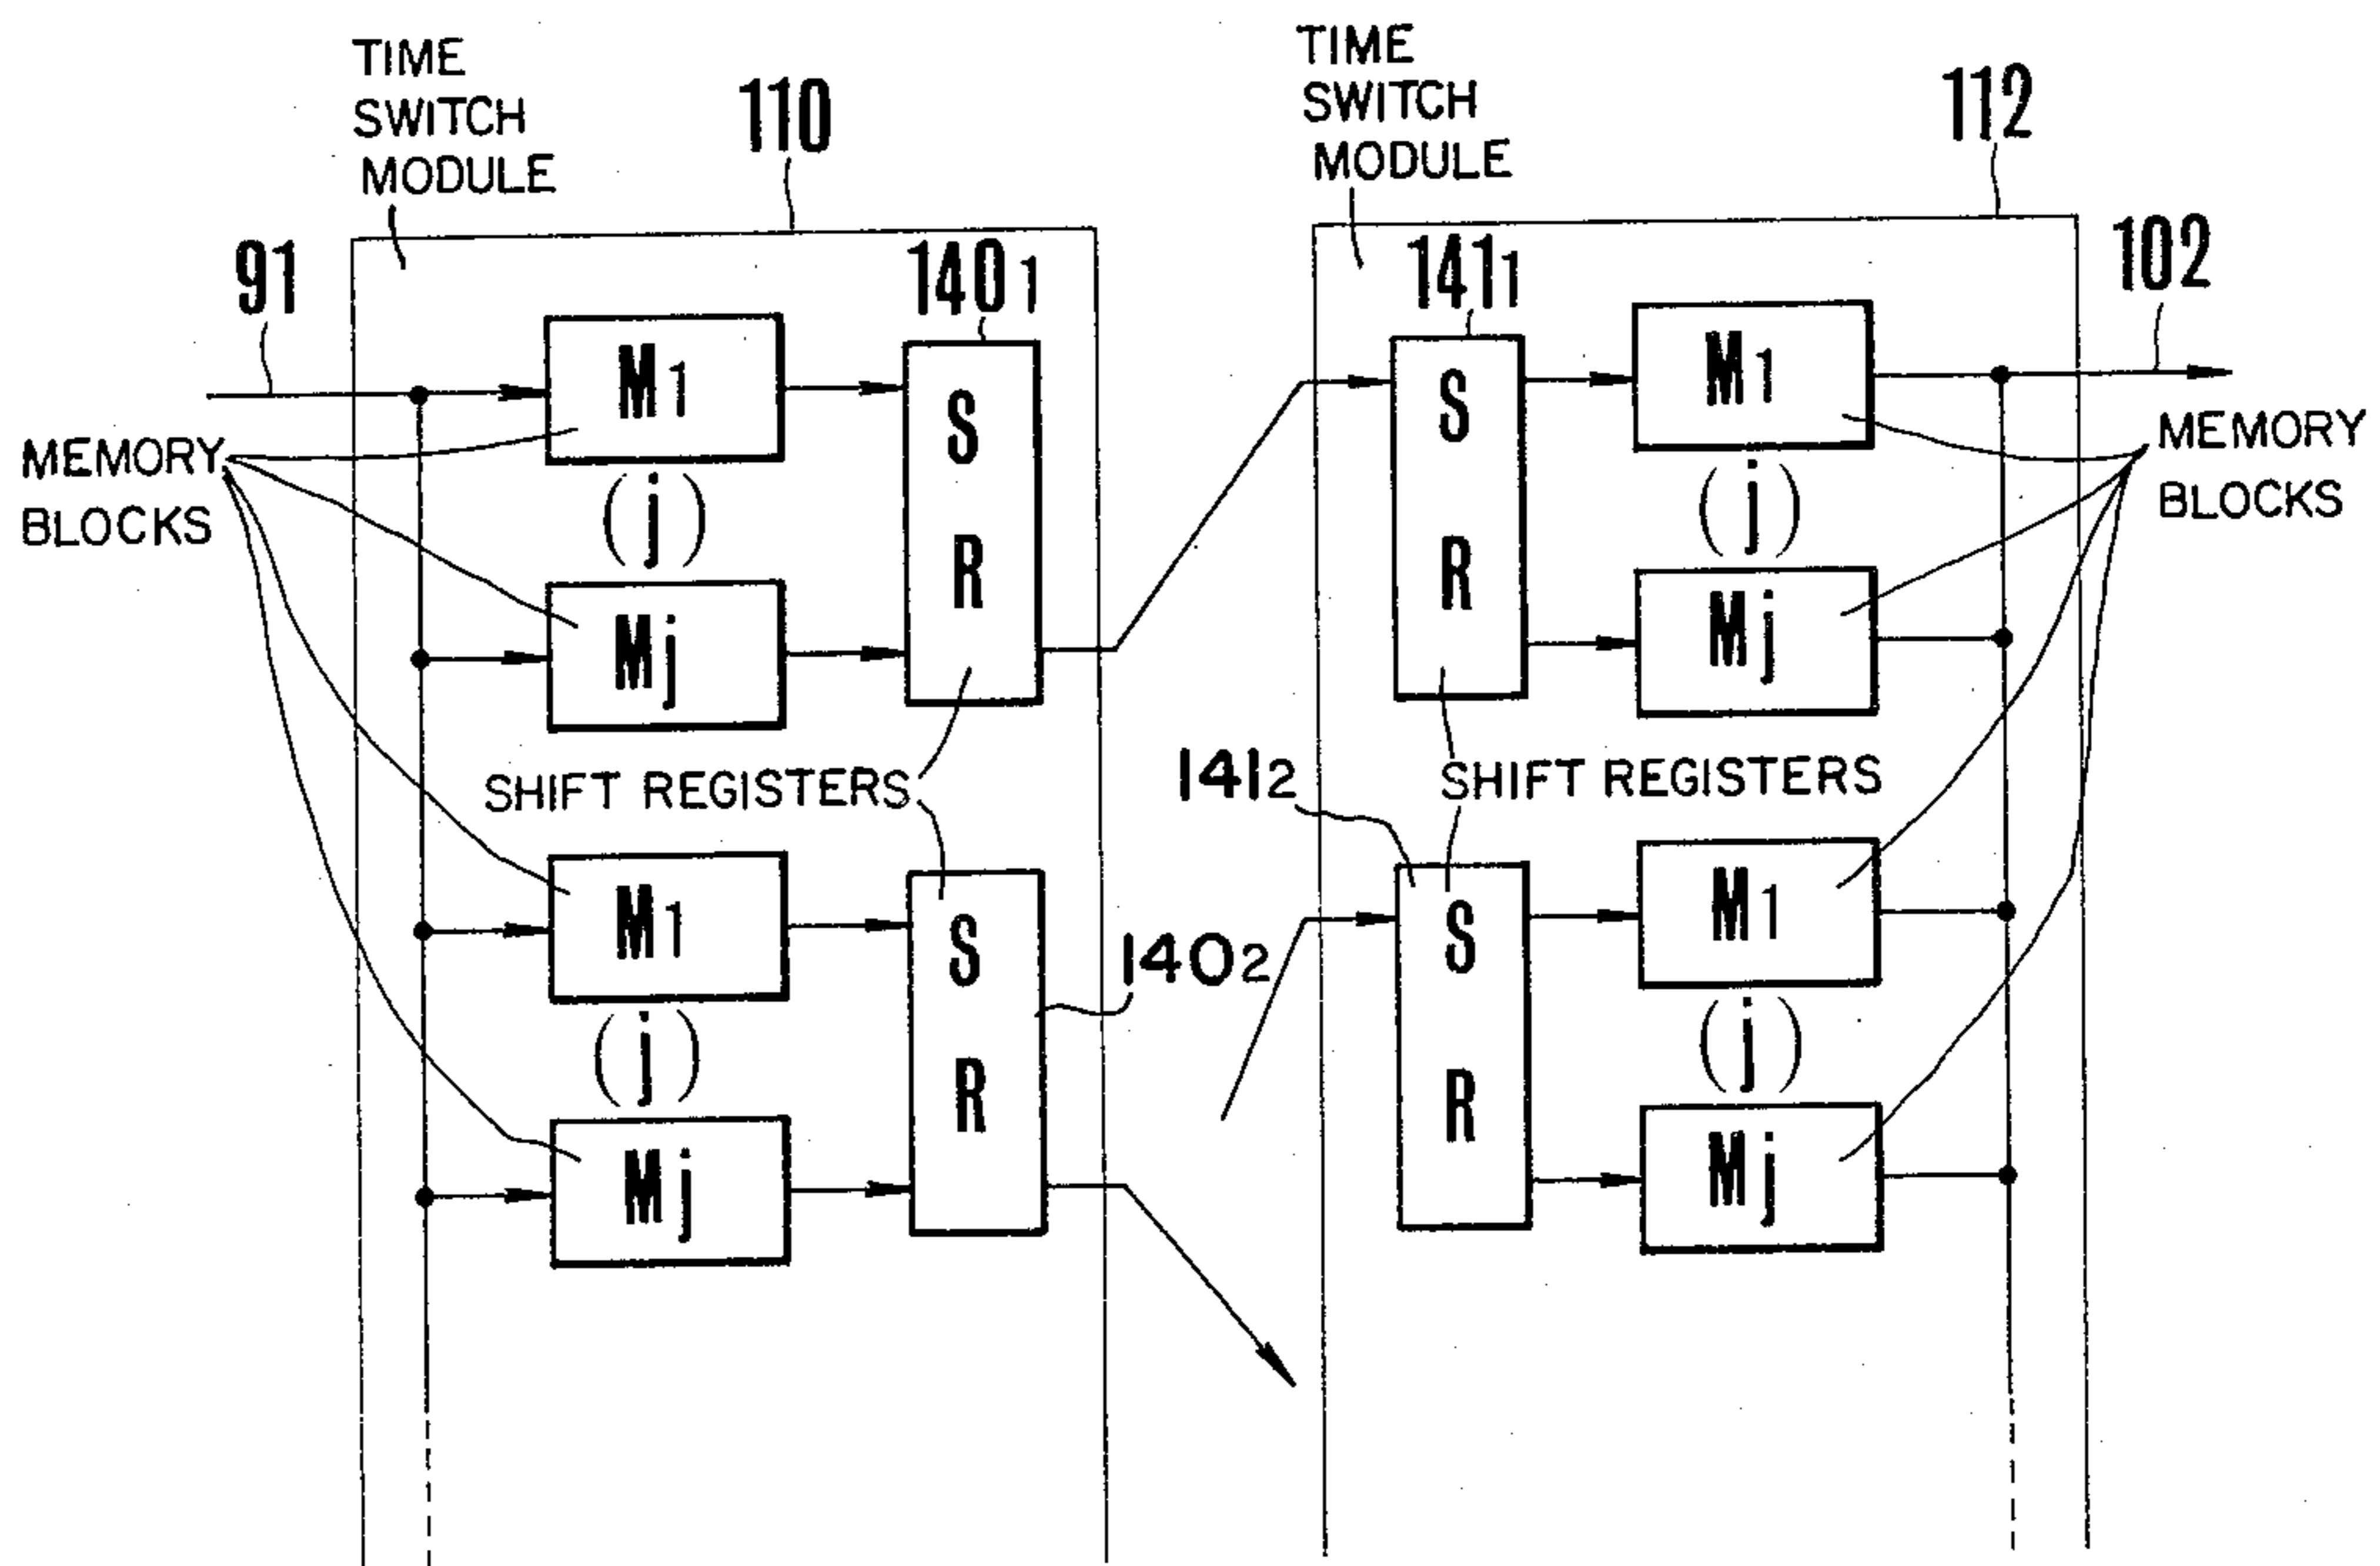 TIME
SWITCH
MODULE
110
TIME
SWITCH
MODULE
112
91
140₁
141₁
102
M1
S
R
(j)
Mj
S
R
M1
(j)
Mj
MEMORY
BLOCKS
MEMORY
BLOCKS
SHIFT REGISTERS
141₂
SHIFT REGISTERS
M1
S
R
140₂
(j)
Mj
S
R
M1
(j)
Mj